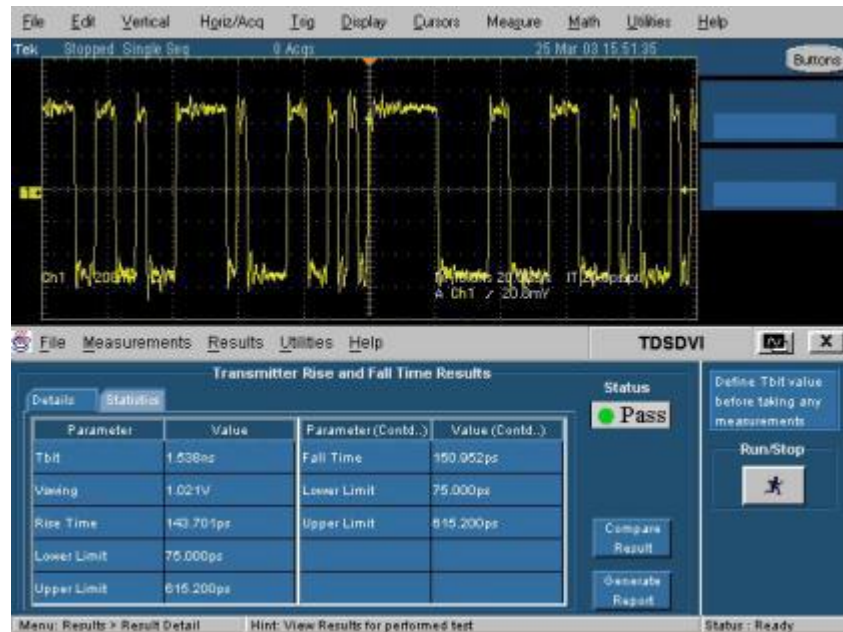 File Edit Vertical Horiz/Acq Trig Display Cursors Measure Math Utilities Help
Tek Stopped Single Seq 0 Acqs 25 Mar 03 15:51:35
Buttons
Ch1
A Ch1 20.0mV
File Measurements Results Utilities Help TDSDVI X
Transmitter Rise and Fall Time Results
Details Statistics
Status
Pass
Parameter Value Parameter(Contd..) Value (Contd..)
Tbit 1.538ns Fall Time 150.952ps
Vswing 1.021V Lower Limit 75.000ps
Rise Time 143.701ps Upper Limit 615.200ps
Lower Limit 75.000ps
Upper Limit 615.200ps
Compare Result
Generate Report
Define Tbit value
before taking any
measurements
Run/Stop
Menu: Results > Result Detail Hint: View Results for performed test Status : Ready